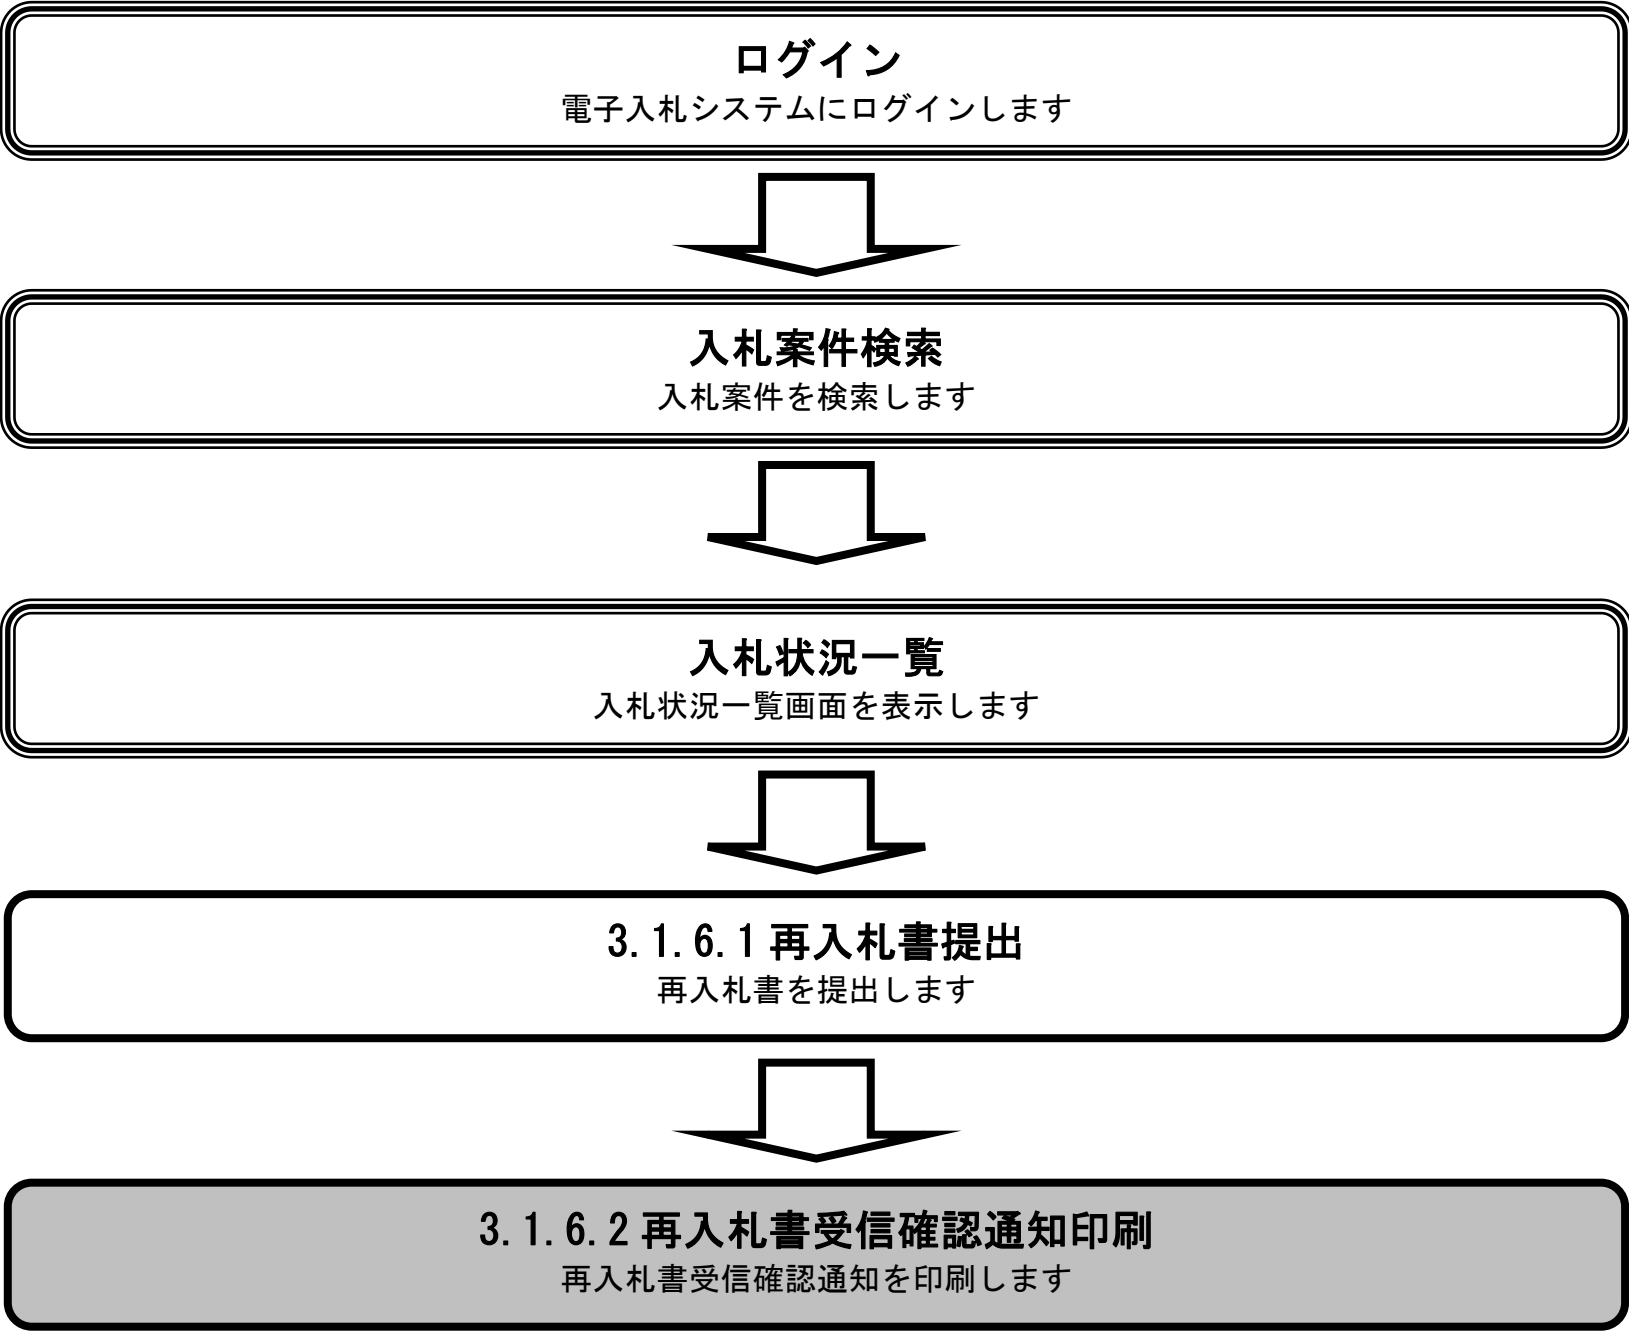 ログイン
電子入札システムにログインします
入札案件検索
入札案件を検索します
入札状況一覧
入札状況一覧画面を表示します
3.1.6.1再入札書提出
再入札書を提出します
3.1.6.2再入札書受信確認通知印刷
再入札書受信確認通知を印刷します